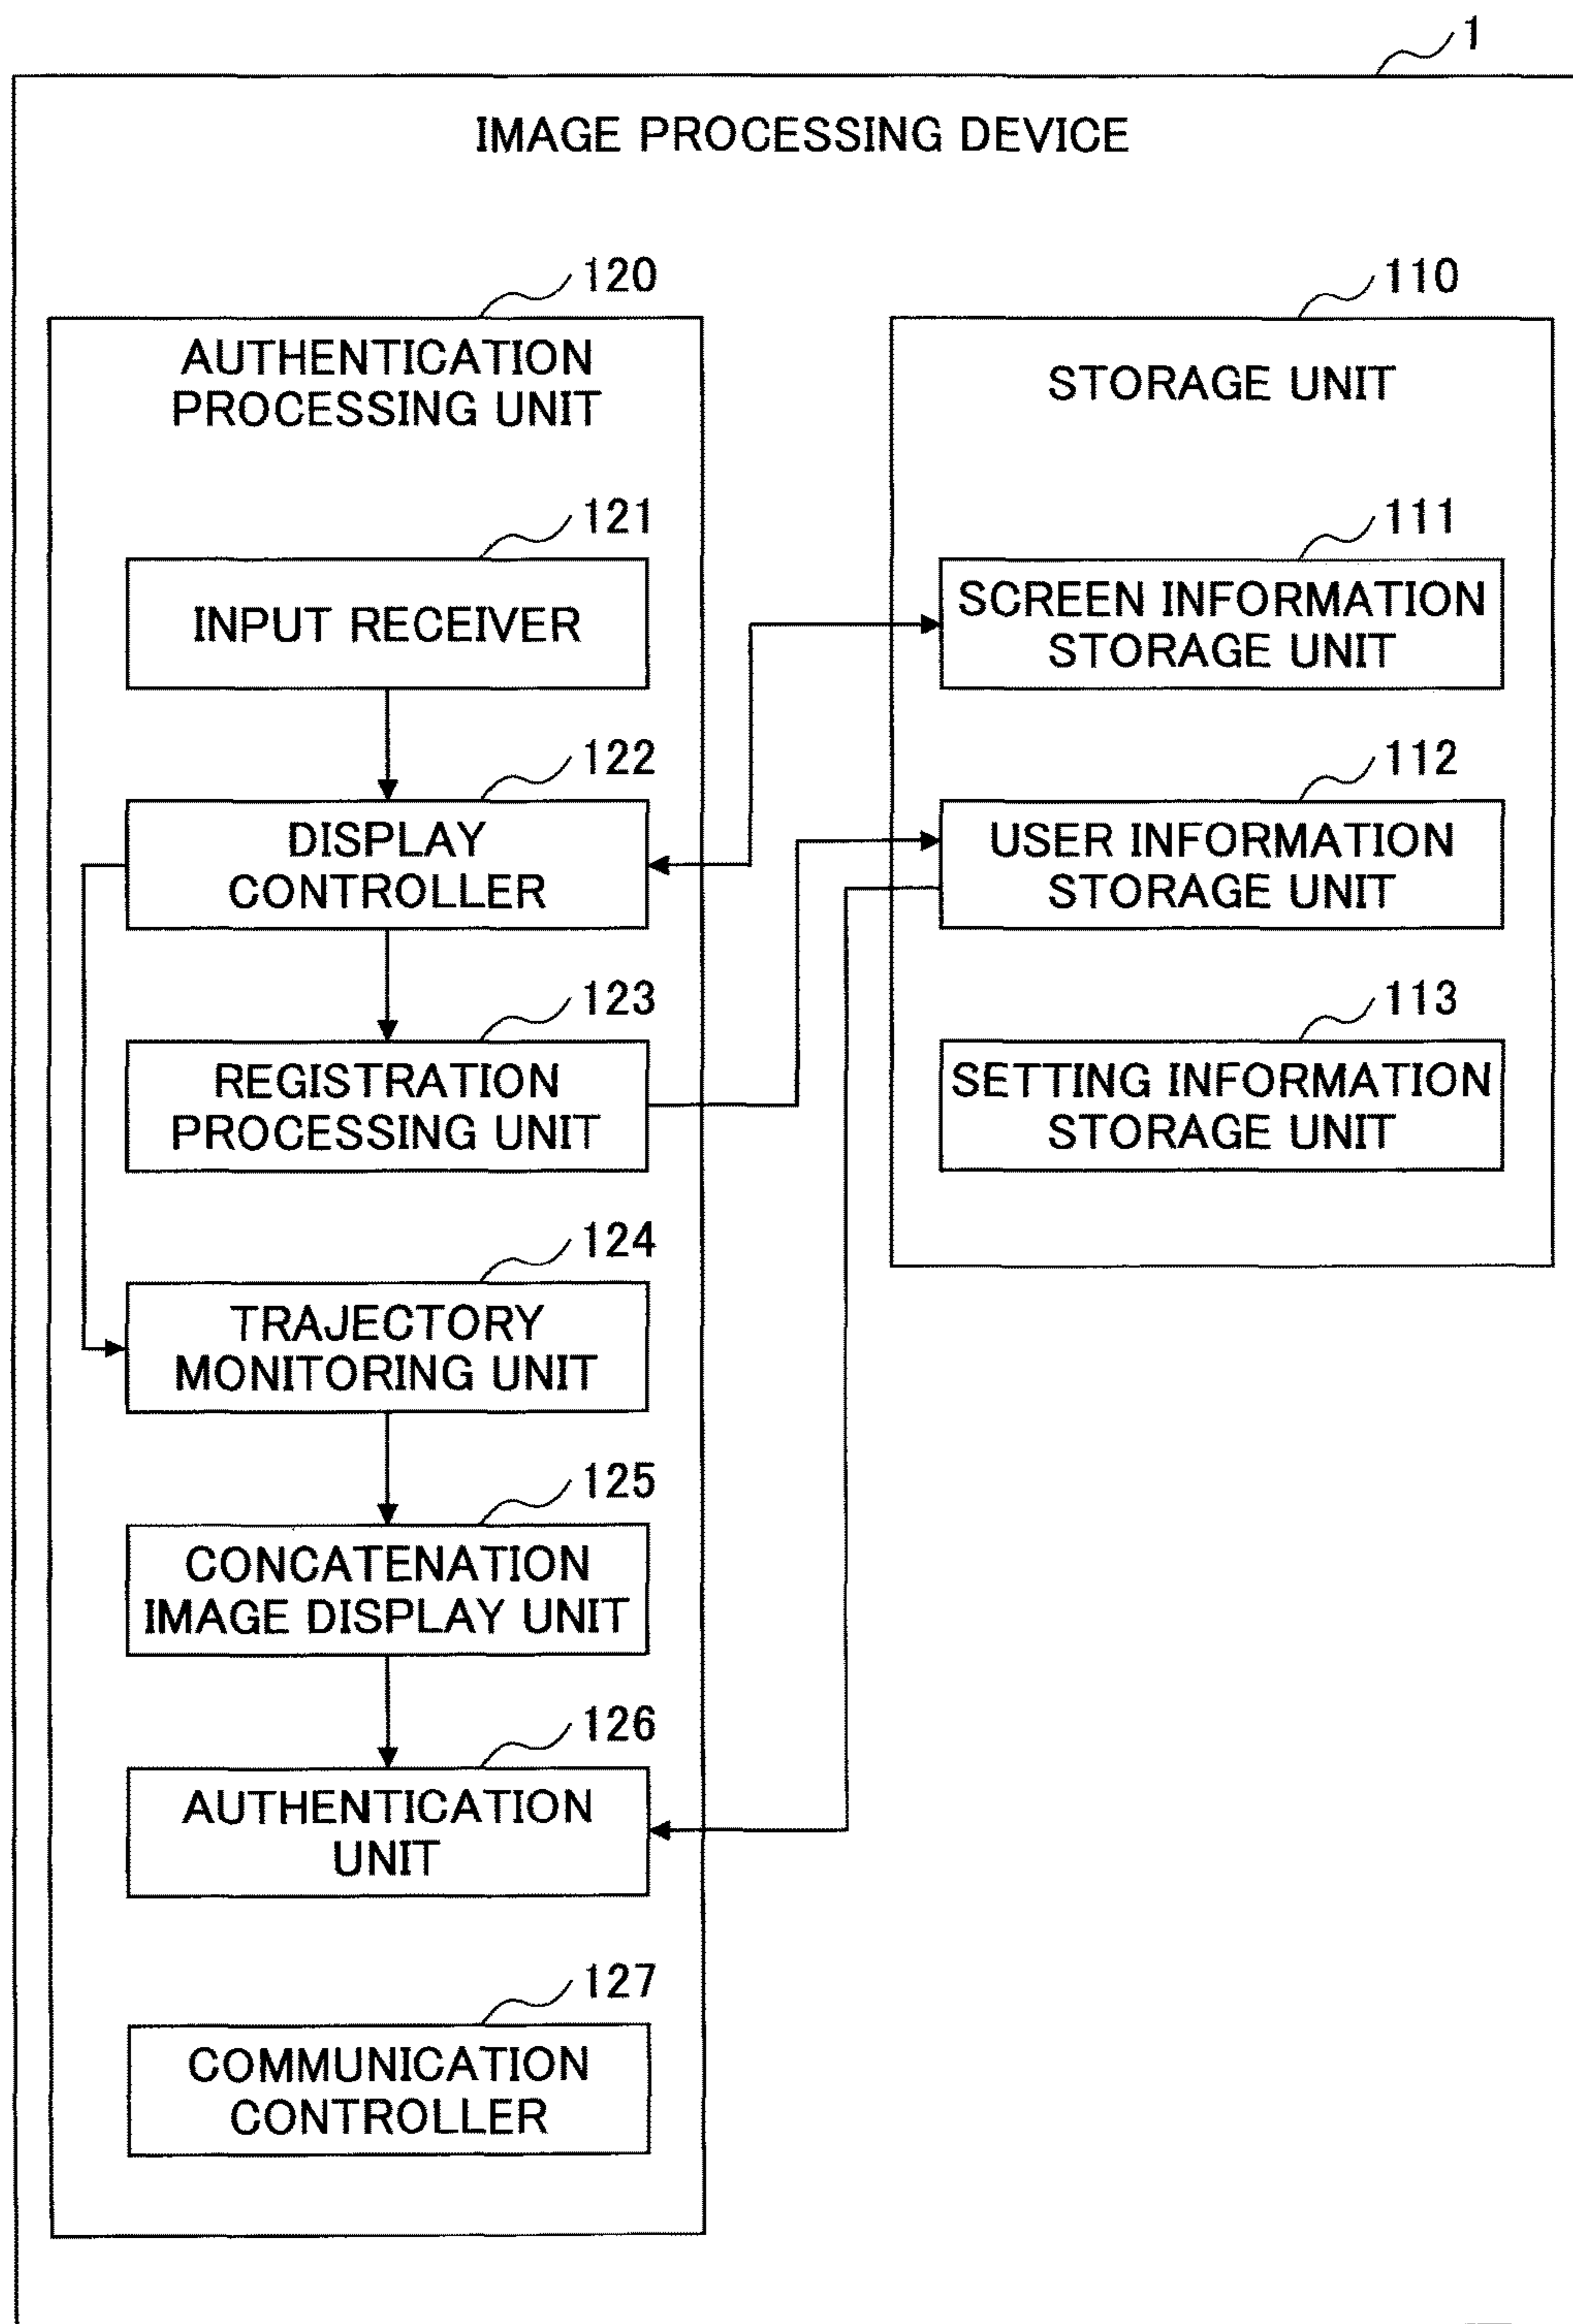 1
IMAGE PROCESSING DEVICE
120
AUTHENTICATION
PROCESSING UNIT
121
INPUT RECEIVER
122
DISPLAY
CONTROLLER
123
REGISTRATION
PROCESSING UNIT
124
TRAJECTORY
MONITORING UNIT
125
CONCATENATION
IMAGE DISPLAY UNIT
126
AUTHENTICATION
UNIT
127
COMMUNICATION
CONTROLLER
110
STORAGE UNIT
111
SCREEN INFORMATION
STORAGE UNIT
112
USER INFORMATION
STORAGE UNIT
113
SETTING INFORMATION
STORAGE UNIT